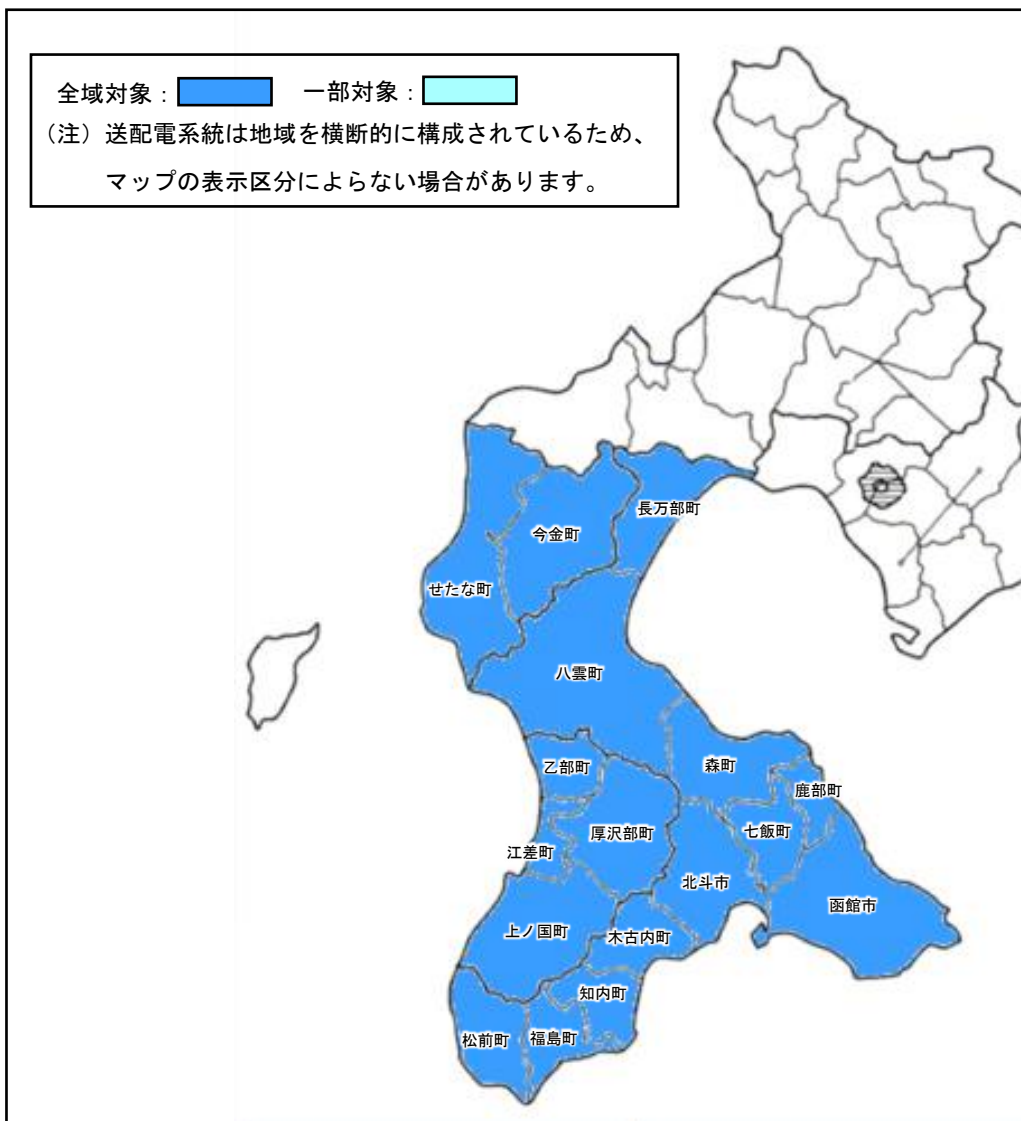 全域対象： 一部対象：
（注）送配電系統は地域を横断的に構成されているため、
マップの表示区分によらない場合があります。
長万部町
今金町
せたな町
八雲町
乙部町
森町
鹿部町
七飯町
厚沢部町
江差町
北斗市
函館市
上ノ国町
木古内町
知内町
松前町
福島町